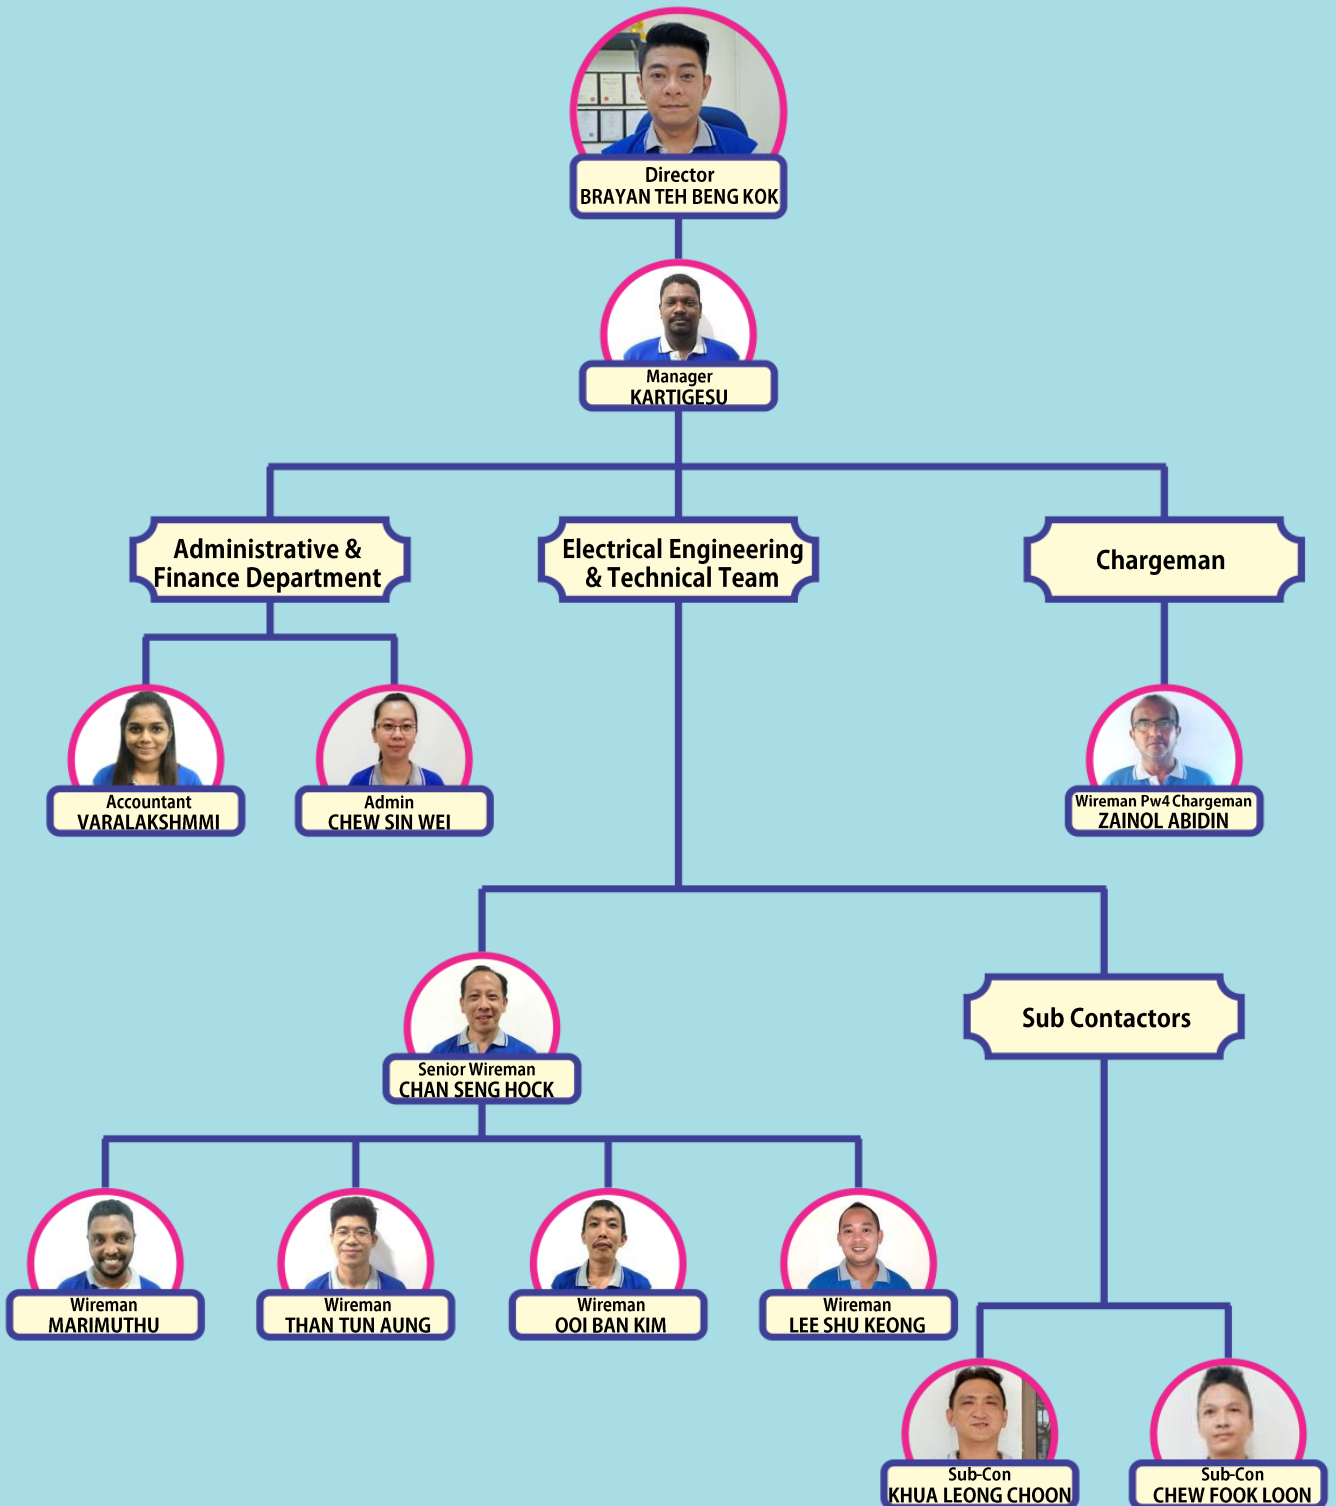 Director
BRAYAN TEH BENG KOK
Manager
KARTIGESU
Administrative &
Finance Department
Electrical Engineering
& Technical Team
Chargeman
Accountant
VARALAKSHMMI
Admin
CHEW SIN WEI
Wireman Pw4 Chargeman
ZAINOL ABIDIN
Senior Wireman
CHAN SENG HOCK
Sub Contactors
Wireman
MARIMUTHU
Wireman
THAN TUN AUNG
Wireman
OOI BAN KIM
Wireman
LEE SHU KEONG
Sub-Con
KHUA LEONG CHOON
Sub-Con
CHEW FOOK LOON